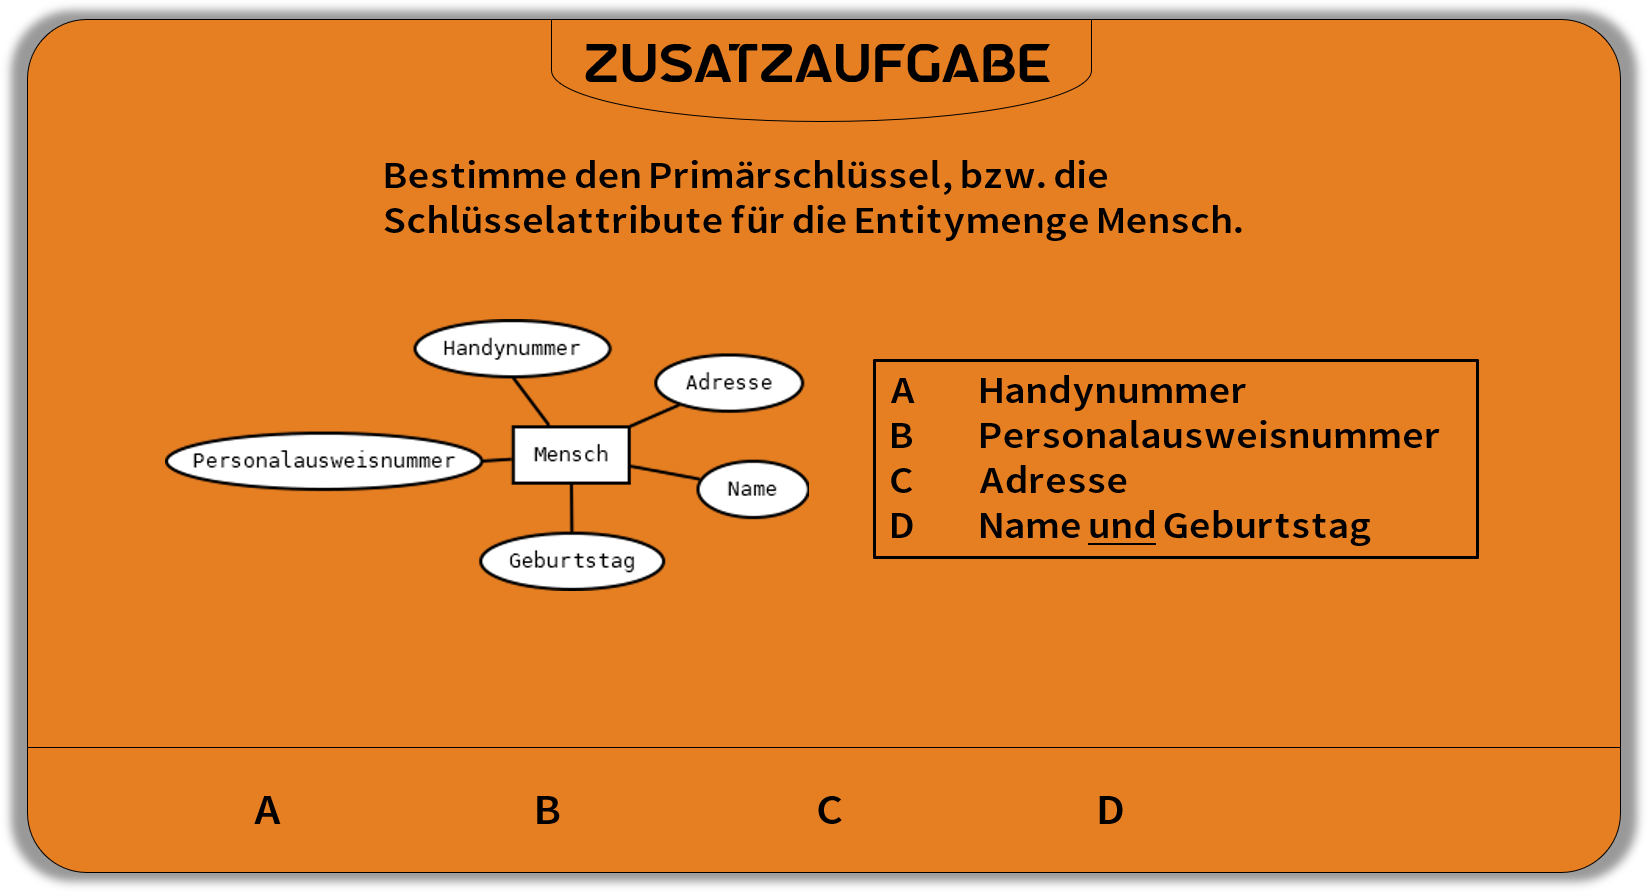 ZUSATZAUFGABE
Bestimme den Primärschlüssel, bzw. die
Schlüsselattribute für die Entitymenge Mensch.
Handynummer
Adresse
Personalausweisnummer
Mensch
Name
Geburtstag
A Handynummer
B Personalausweisnummer
C Adresse
D Name und Geburtstag
A B C D